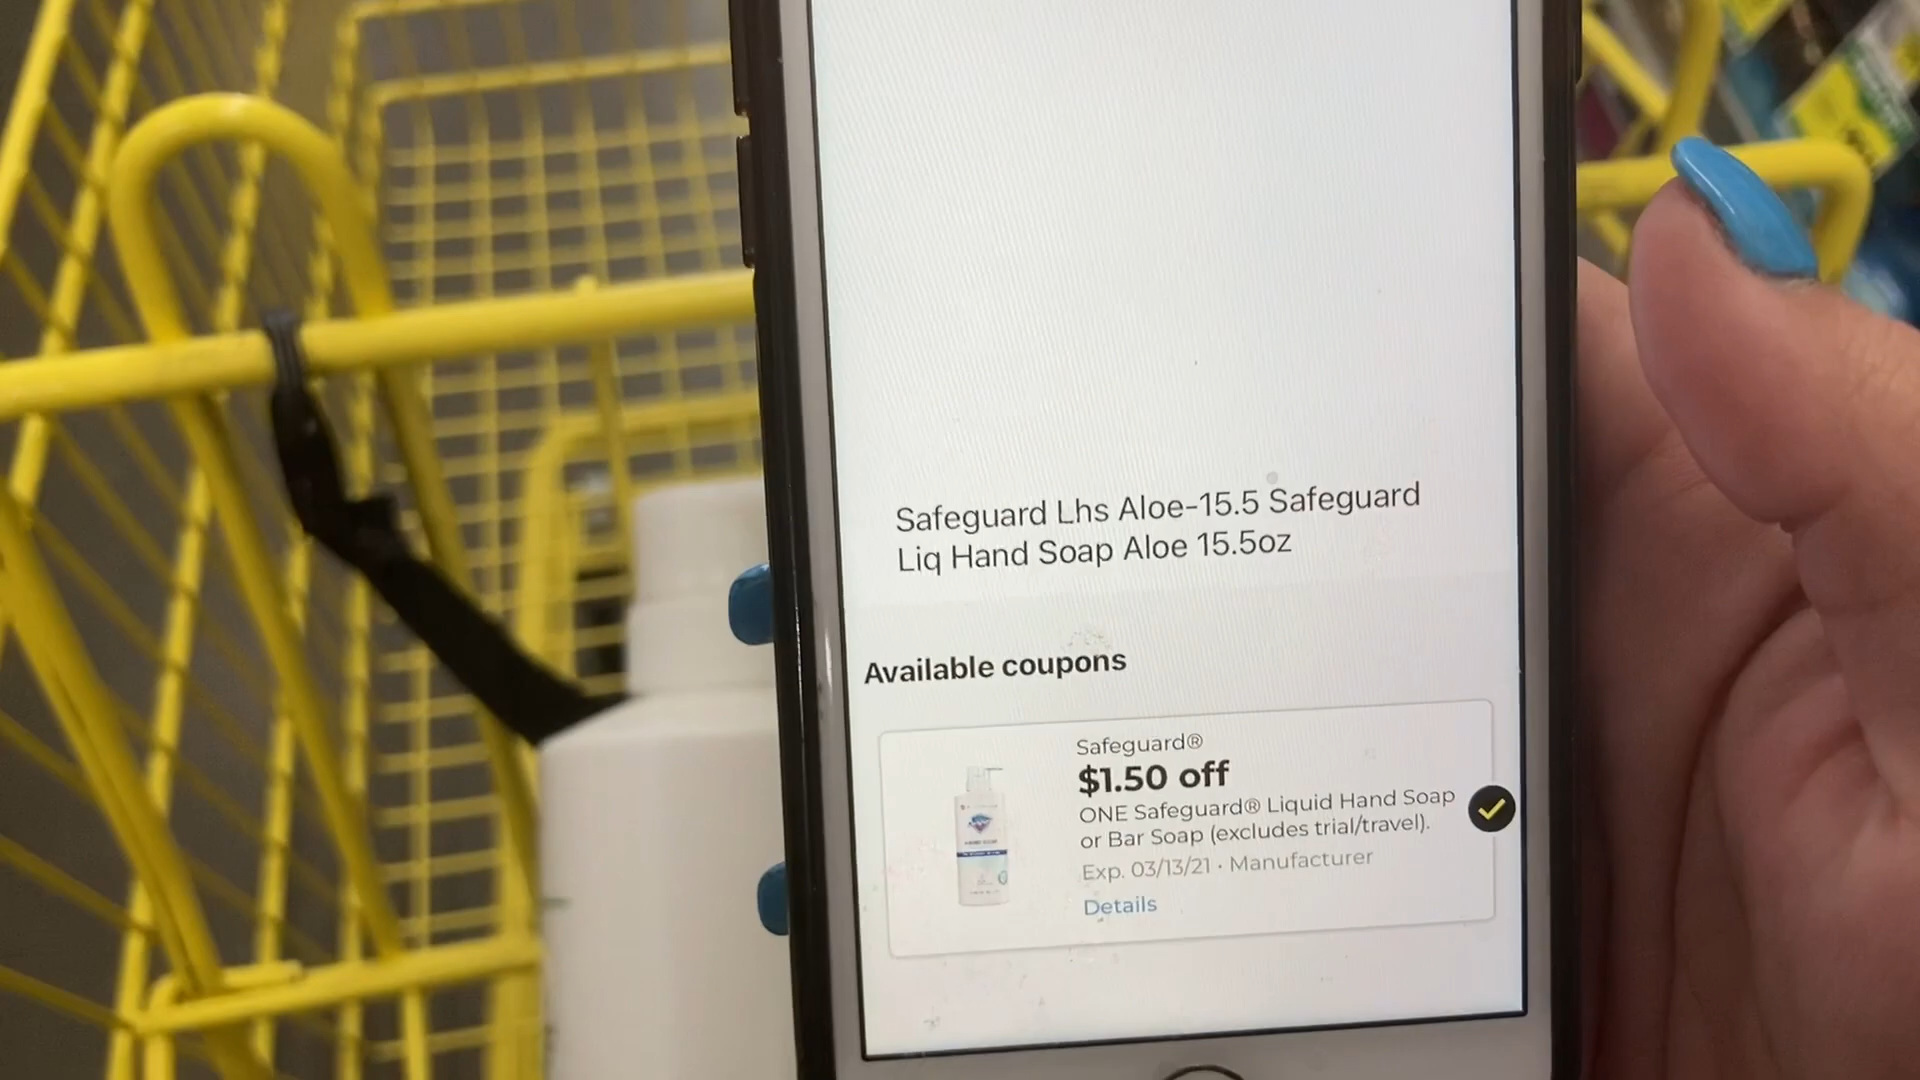 Safeguard Lhs Aloe-15.5 Safeguard
Liq Hand Soap Aloe 15.5oz
Available coupons
Safeguard®
$1.50 off
ONE Safeguard® Liquid Hand Soap
or Bar Soap (excludes trial/travel).
Exp. 03/13/21 · Manufacturer
Details